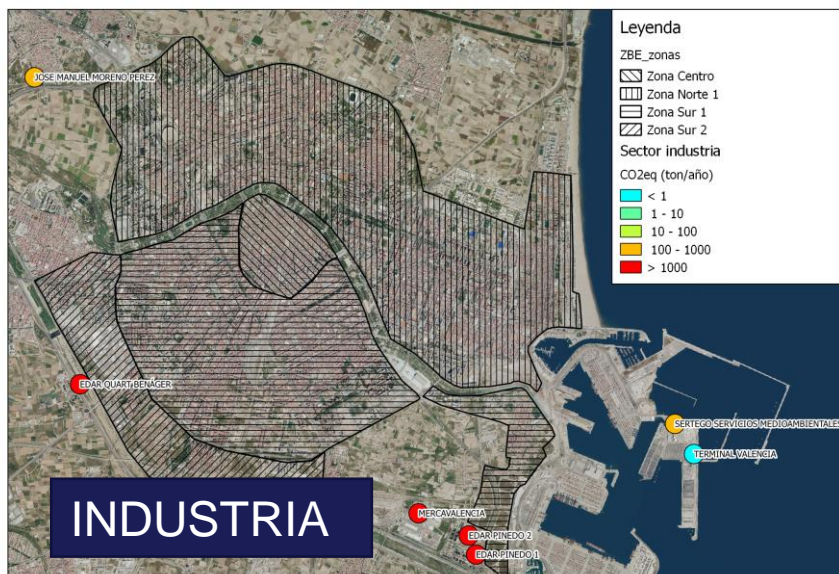 Leyenda
ZBE_zonas
Zona Centro
Zona Norte 1
Zona Sur 1
Zona Sur 2
Sector industria
CO2eq (ton/año)
< 1
1 - 10
10 - 100
100 - 1000
> 1000
JOSE MANUEL MORENO PEREZ
EDAR QUART BENAGER
SERTEGO SERVICIOS MEDIOAMBIENTALES
TERMINAL VALENCIA
MERCAVALENCIA
EDAR PINEDO 2
EDAR PINEDO 1
INDUSTRIA